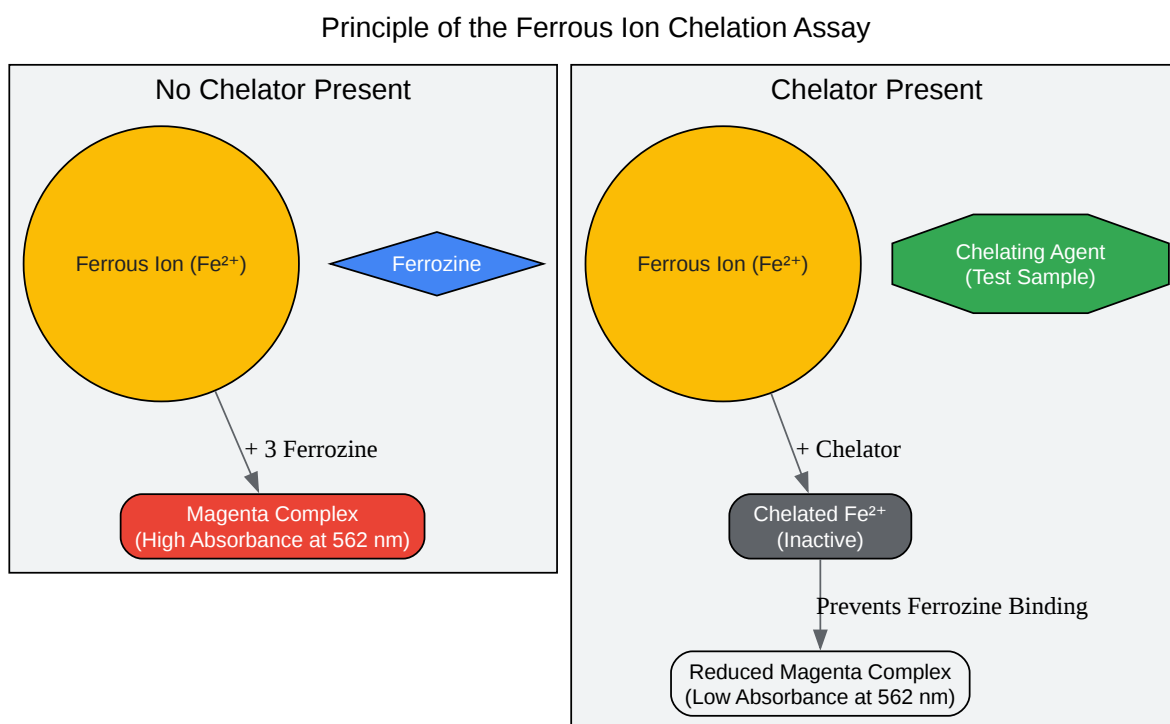 Principle of the Ferrous Ion Chelation Assay
No Chelator Present
Ferrous Ion (Fe²⁺)
Ferrozine
+ 3 Ferrozine
Magenta Complex
(High Absorbance at 562 nm)
Chelator Present
Ferrous Ion (Fe²⁺)
Chelating Agent
(Test Sample)
+ Chelator
Chelated Fe²⁺
(Inactive)
Prevents Ferrozine Binding
Reduced Magenta Complex
(Low Absorbance at 562 nm)